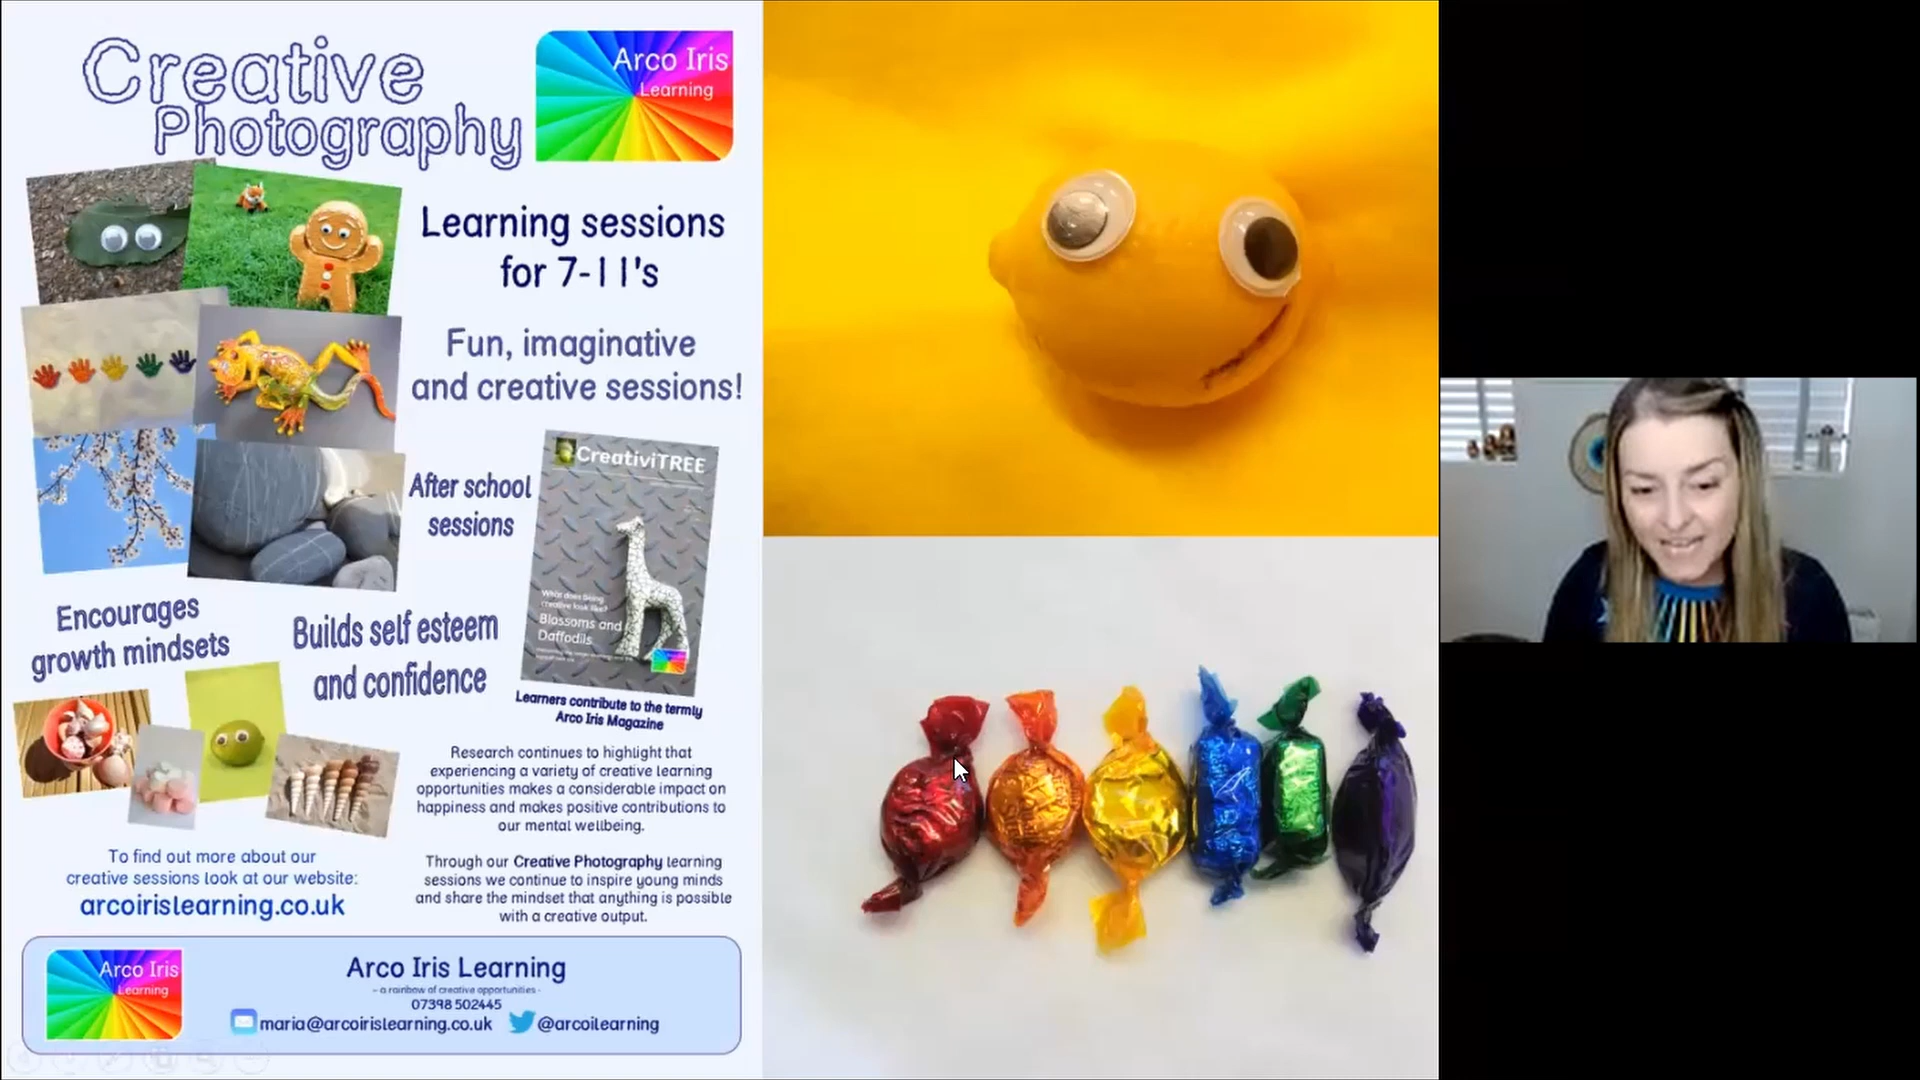 Creative
Photography
Arco Iris
Learning
Learning sessions
for 7-11's
Fun, imaginative
and creative sessions!
After school
sessions
CreativiTREE
What does being
creative look like?
Blossoms and
Daffodils
Encourages
growth mindsets
Builds self esteem
and confidence
Learners contribute to the termly
Arco Iris Magazine
Research continues to highlight that
experiencing a variety of creative learning
opportunities makes a considerable impact on
happiness and makes positive contributions to
our mental wellbeing.
Through our Creative Photography learning
sessions we continue to inspire young minds
and share the mindset that anything is possible
with a creative output.
To find out more about our
creative sessions look at our website:
arcoirislearning.co.uk
Arco Iris
Learning
Arco Iris Learning
- a rainbow of creative opportunities -
07398 502445
maria@arcoirislearning.co.uk
@arcoilearning